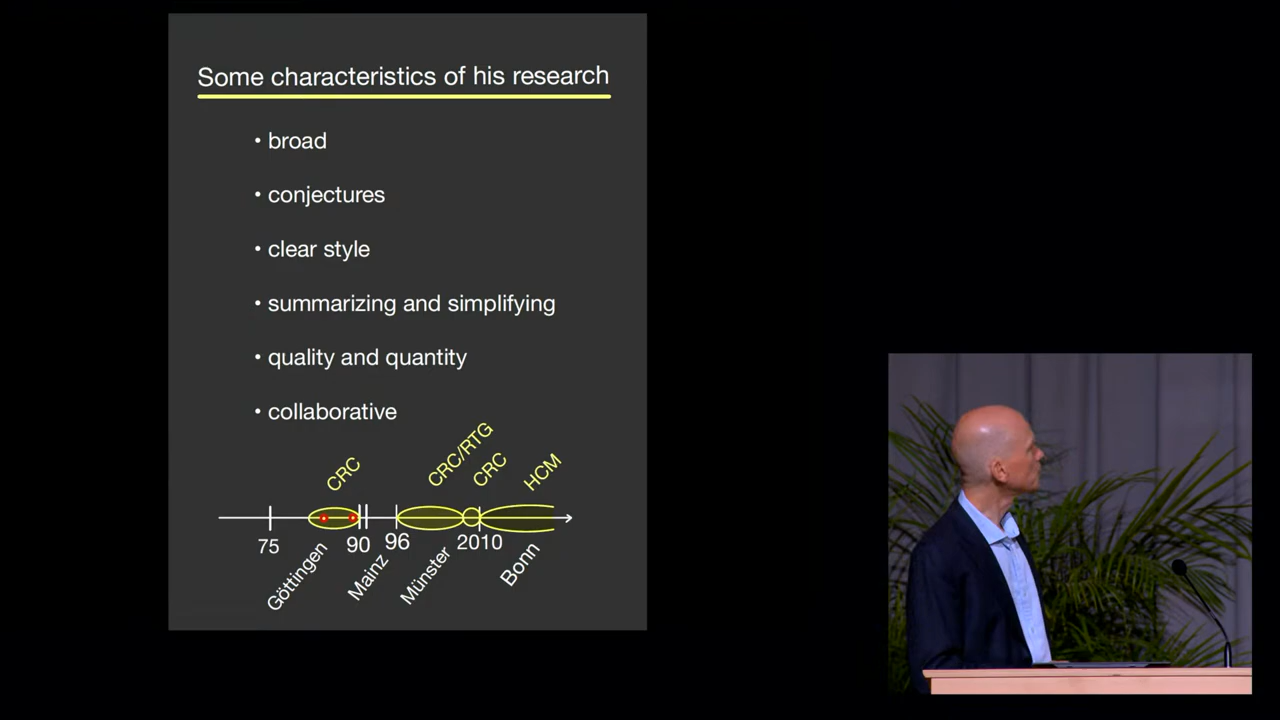 Some characteristics of his research
• broad
• conjectures
• clear style
• summarizing and simplifying
• quality and quantity
• collaborative
CRC CRC/RTG CRC HCM
75 90 96 2010
Göttingen Mainz Münster Bonn